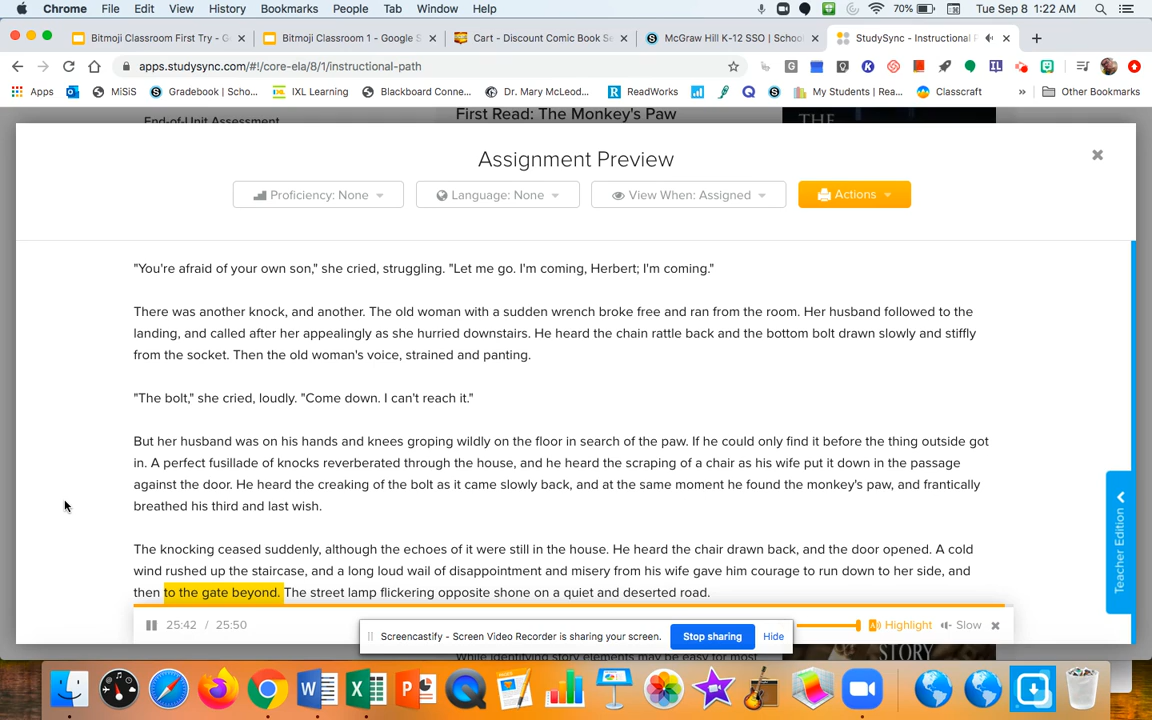 Chrome File Edit View History Bookmarks People Tab Window Help 70% Tue Sep 8 1:22 AM
Bitmoji Classroom First Try - G Bitmoji Classroom 1 - Google S Cart - Discount Comic Book Se McGraw Hill K-12 SSO | School StudySync - Instructional P
apps.studysync.com/#!/core-ela/8/1/instructional-path
Apps MiSiS Gradebook | Scho... IXL Learning Blackboard Conne... Dr. Mary McLeod... ReadWorks My Students | Rea... Classcraft » Other Bookmarks
End-of-Unit Assessment
First Read: The Monkey's Paw
THE
Assignment Preview
Proficiency: None Language: None View When: Assigned Actions
"You're afraid of your own son," she cried, struggling. "Let me go. I'm coming, Herbert; I'm coming."
There was another knock, and another. The old woman with a sudden wrench broke free and ran from the room. Her husband followed to the
landing, and called after her appealingly as she hurried downstairs. He heard the chain rattle back and the bottom bolt drawn slowly and stiffly
from the socket. Then the old woman's voice, strained and panting.
"The bolt," she cried, loudly. "Come down. I can't reach it."
But her husband was on his hands and knees groping wildly on the floor in search of the paw. If he could only find it before the thing outside got
in. A perfect fusillade of knocks reverberated through the house, and he heard the scraping of a chair as his wife put it down in the passage
against the door. He heard the creaking of the bolt as it came slowly back, and at the same moment he found the monkey's paw, and frantically
breathed his third and last wish.
The knocking ceased suddenly, although the echoes of it were still in the house. He heard the chair drawn back, and the door opened. A cold
wind rushed up the staircase, and a long loud wail of disappointment and misery from his wife gave him courage to run down to her side, and
then to the gate beyond. The street lamp flickering opposite shone on a quiet and deserted road.
Teacher Edition
25:42 / 25:50 Highlight Slow
Screencastify - Screen Video Recorder is sharing your screen. Stop sharing Hide
While identifying story elements may be easy for most
STORY